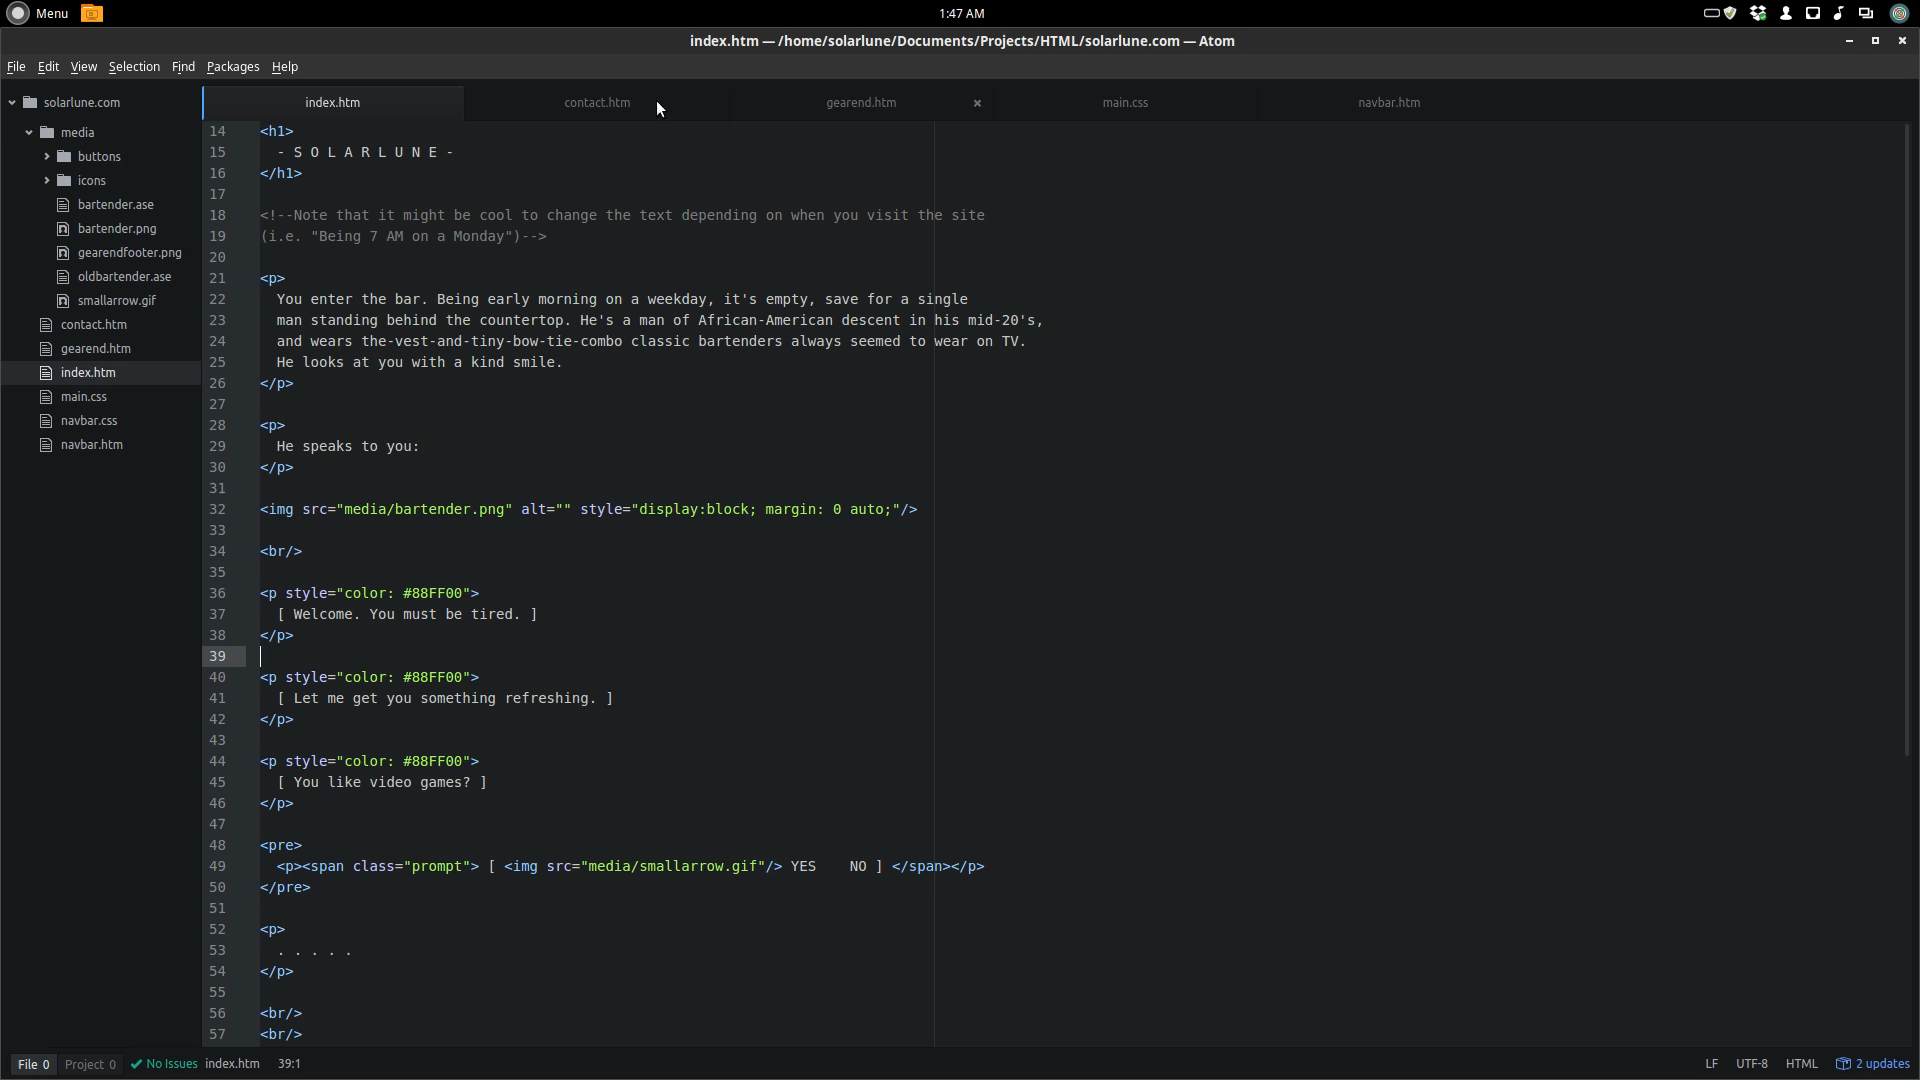 Menu
1:47 AM
index.htm — /home/solarlune/Documents/Projects/HTML/solarlune.com — Atom
File Edit View Selection Find Packages Help
solarlune.com
media
buttons
icons
bartender.ase
bartender.png
gearendfooter.png
oldbartender.ase
smallarrow.gif
contact.htm
gearend.htm
index.htm
main.css
navbar.css
navbar.htm
index.htm contact.htm gearend.htm main.css navbar.htm
14 <h1>
15   - S O L A R L U N E -
16 </h1>
17
18 <!--Note that it might be cool to change the text depending on when you visit the site
19 (i.e. "Being 7 AM on a Monday")-->
20
21 <p>
22   You enter the bar. Being early morning on a weekday, it's empty, save for a single
23   man standing behind the countertop. He's a man of African-American descent in his mid-20's,
24   and wears the-vest-and-tiny-bow-tie-combo classic bartenders always seemed to wear on TV.
25   He looks at you with a kind smile.
26 </p>
27
28 <p>
29   He speaks to you:
30 </p>
31
32 <img src="media/bartender.png" alt="" style="display:block; margin: 0 auto;"/>
33
34 <br/>
35
36 <p style="color: #88FF00">
37   [ Welcome. You must be tired. ]
38 </p>
39
40 <p style="color: #88FF00">
41   [ Let me get you something refreshing. ]
42 </p>
43
44 <p style="color: #88FF00">
45   [ You like video games? ]
46 </p>
47
48 <pre>
49   <p><span class="prompt"> [ <img src="media/smallarrow.gif"/> YES    NO ] </span></p>
50 </pre>
51
52 <p>
53   . . . . .
54 </p>
55
56 <br/>
57 <br/>
File 0 Project 0 No Issues index.htm 39:1 LF UTF-8 HTML 2 updates